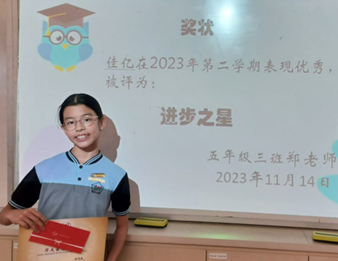 奖状
佳亿在2023年第二学期表现优秀，
被评为：
进步之星
五年级三班郑老师
2023年11月14日